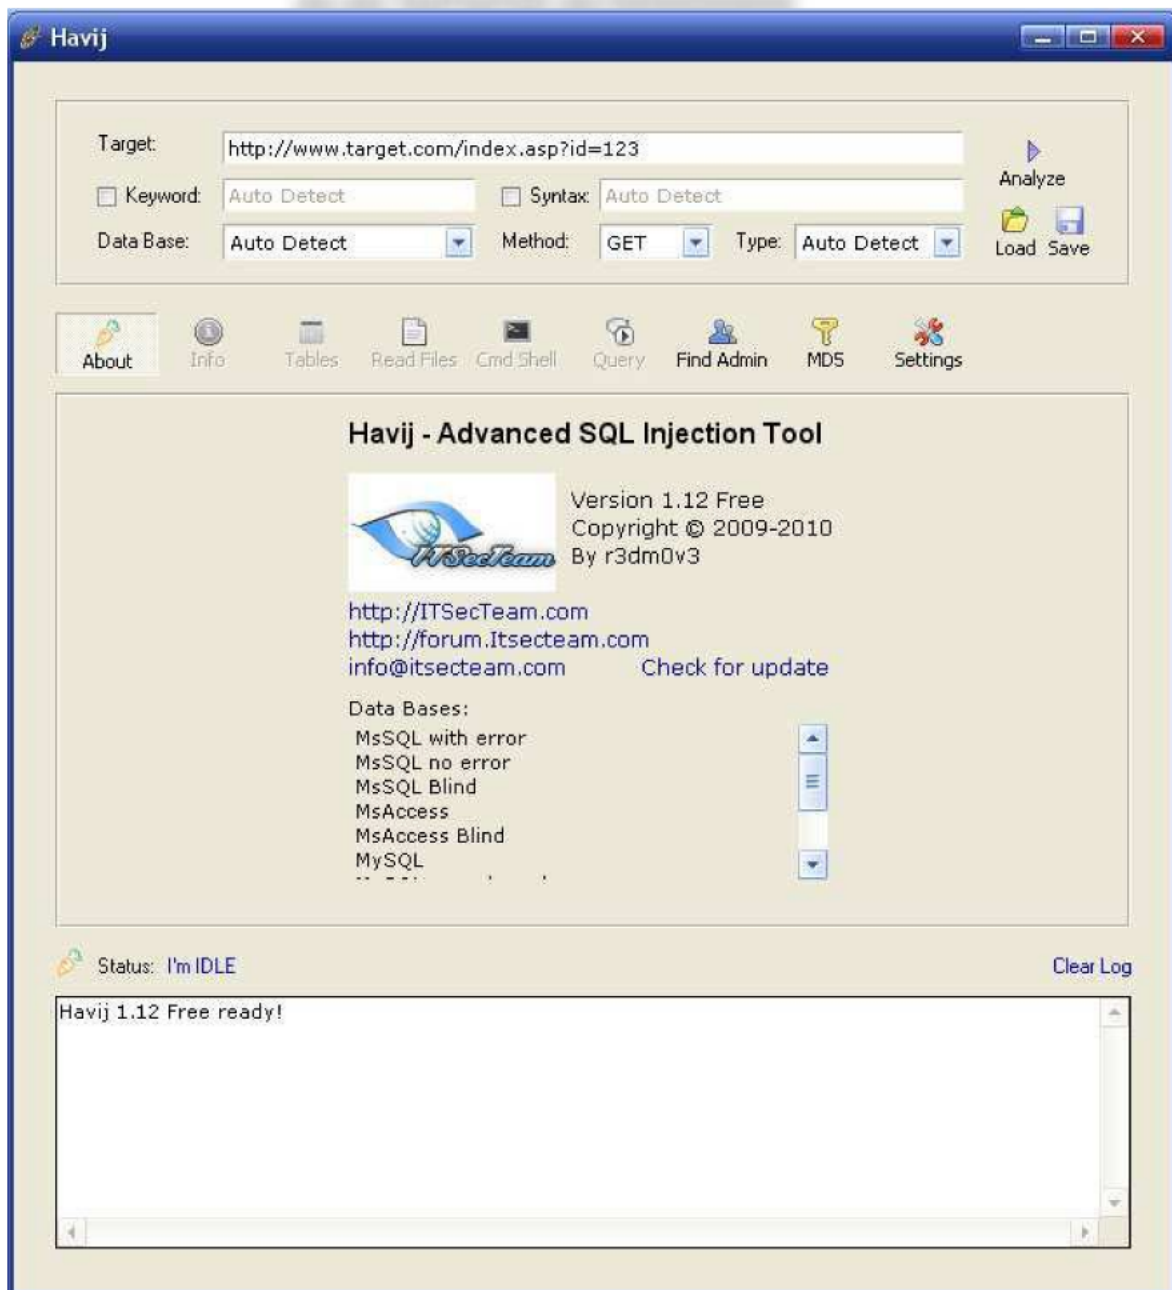 Havij
Target: http://www.target.com/index.asp?id=123
Analyze
Keyword: Auto Detect Syntax: Auto Detect
Data Base: Auto Detect Method: GET Type: Auto Detect
Load Save
About Info Tables Read Files Cmd Shell Query Find Admin MD5 Settings
Havij - Advanced SQL Injection Tool
ITSecTeam
Version 1.12 Free
Copyright © 2009-2010
By r3dm0v3
http://ITSecTeam.com
http://forum.Itsecteam.com
info@itsecteam.com Check for update
Data Bases:
MsSQL with error
MsSQL no error
MsSQL Blind
MsAccess
MsAccess Blind
MySQL
Status: I'm IDLE
Clear Log
Havij 1.12 Free ready!